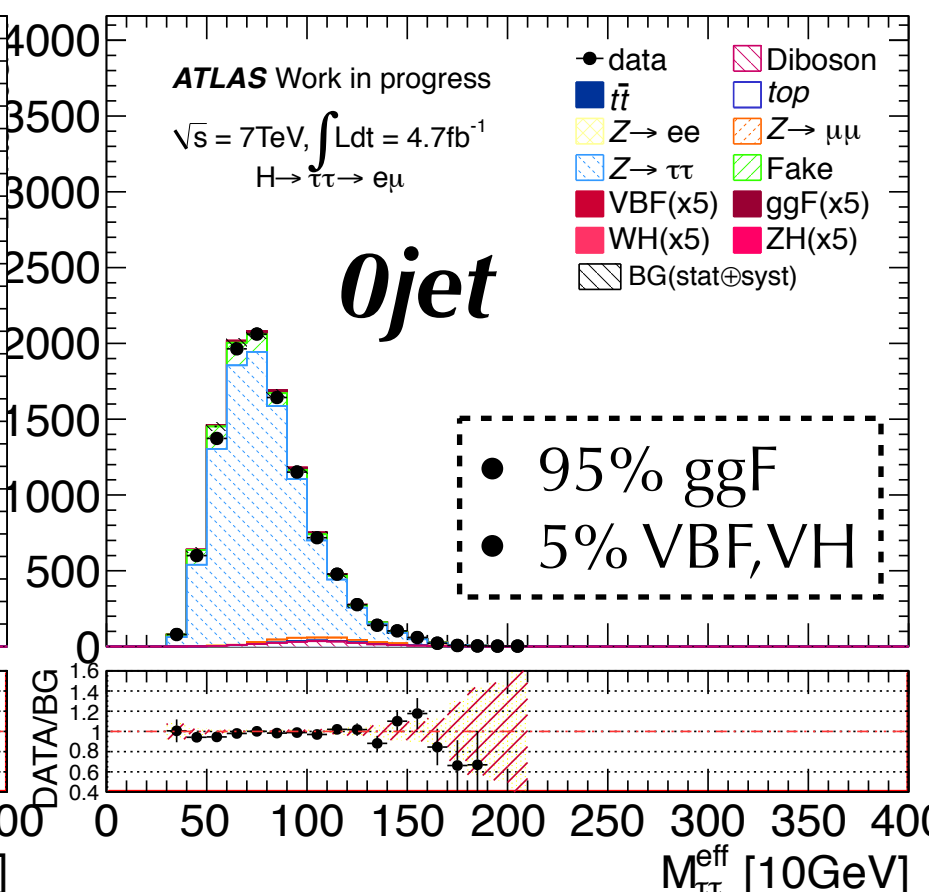 4000
3500
3000
2500
2000
1500
1000
500
0
ATLAS Work in progress
√s = 7TeV, ∫Ldt = 4.7fb⁻¹
H→ ττ→ eμ
data
Diboson
tt̄
top
Z→ ee
Z→ μμ
Z→ ττ
Fake
VBF(x5)
ggF(x5)
WH(x5)
ZH(x5)
BG(stat⊕syst)
0jet
• 95% ggF
• 5% VBF,VH
DATA/BG
1.6
1.4
1.2
1
0.8
0.6
0.4
00 0 50 100 150 200 250 300 350 400
] M^eff_ττ [10GeV]